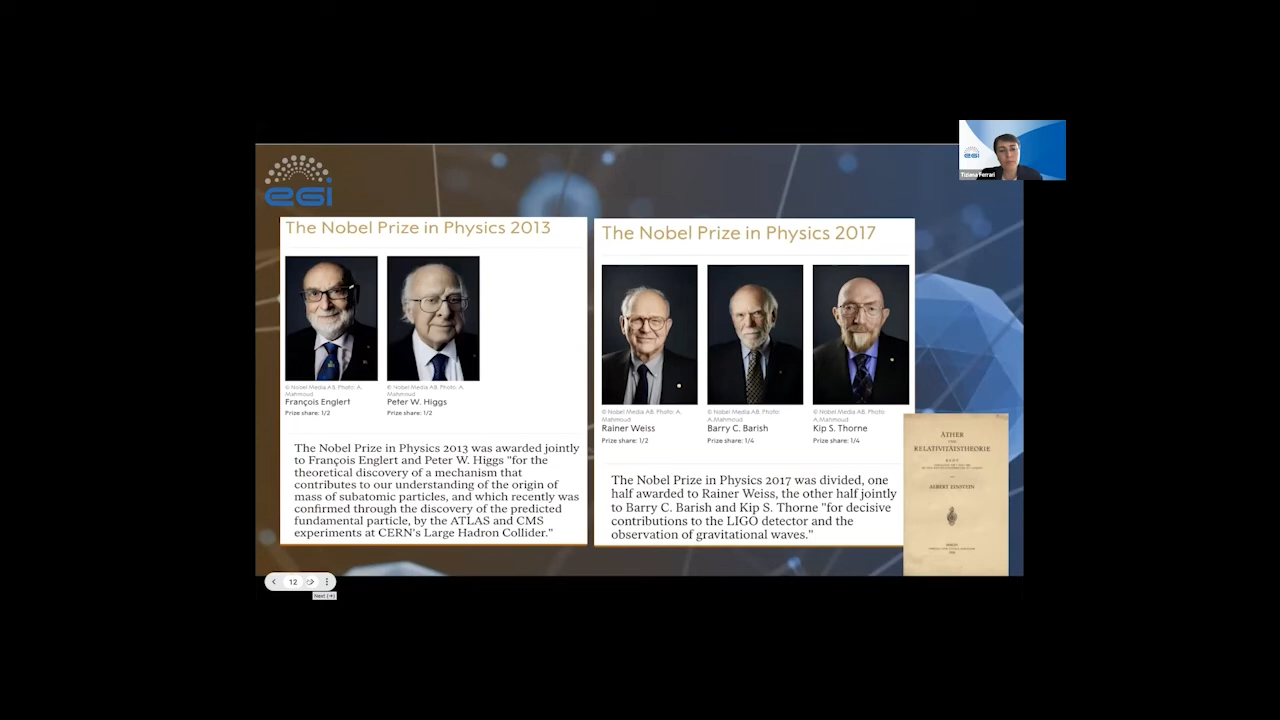 egi
Tiziana Ferrari
egi
The Nobel Prize in Physics 2013
© Nobel Media AB. Photo: A.
Mahmoud
François Englert
Prize share: 1/2
© Nobel Media AB. Photo: A.
Mahmoud
Peter W. Higgs
Prize share: 1/2
The Nobel Prize in Physics 2013 was awarded jointly
to François Englert and Peter W. Higgs "for the
theoretical discovery of a mechanism that
contributes to our understanding of the origin of
mass of subatomic particles, and which recently was
confirmed through the discovery of the predicted
fundamental particle, by the ATLAS and CMS
experiments at CERN's Large Hadron Collider."
The Nobel Prize in Physics 2017
© Nobel Media AB. Photo: A.
Mahmoud
Rainer Weiss
Prize share: 1/2
© Nobel Media AB. Photo:
A.Mahmoud
Barry C. Barish
Prize share: 1/4
© Nobel Media AB. Photo:
A.Mahmoud
Kip S. Thorne
Prize share: 1/4
The Nobel Prize in Physics 2017 was divided, one
half awarded to Rainer Weiss, the other half jointly
to Barry C. Barish and Kip S. Thorne "for decisive
contributions to the LIGO detector and the
observation of gravitational waves."
ÄTHER
RELATIVITÄTSTHEORIE
ALBERT EINSTEIN
12
Next (→)